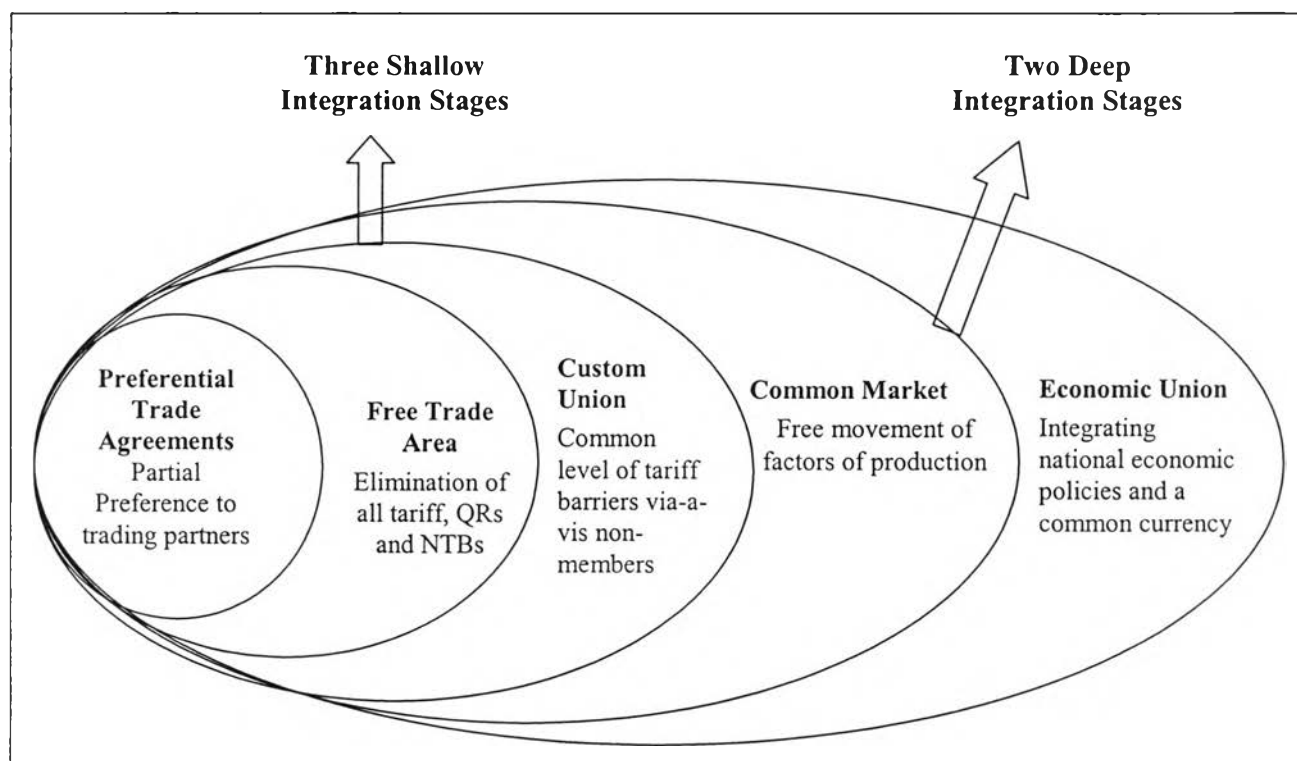 Three Shallow
Integration Stages
Two Deep
Integration Stages
Preferential
Trade
Agreements
Partial
Preference to
trading partners
Free Trade
Area
Elimination of
all tariff, QRs
and NTBs
Custom
Union
Common
level of tariff
barriers via-a-
vis non-
members
Common Market
Free movement of
factors of production
Economic Union
Integrating
national economic
policies and a
common currency